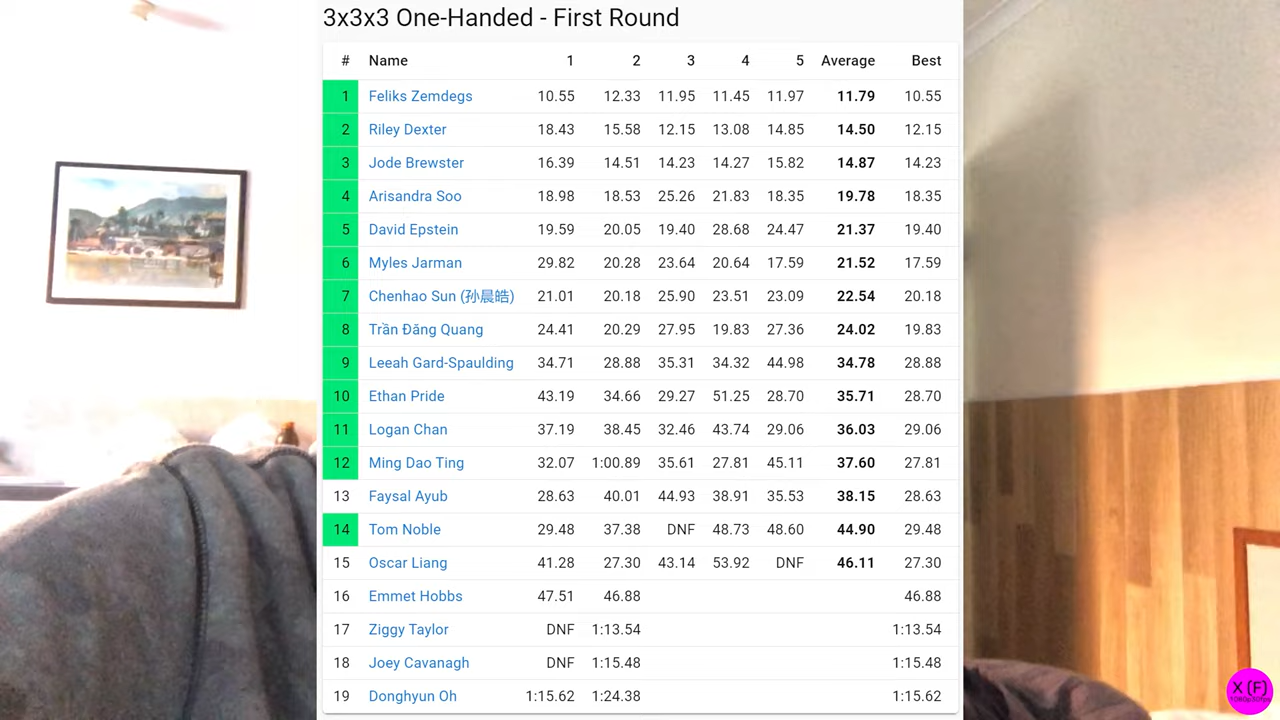 3x3x3 One-Handed - First Round
# Name 1 2 3 4 5 Average Best
1 Feliks Zemdegs 10.55 12.33 11.95 11.45 11.97 11.79 10.55
2 Riley Dexter 18.43 15.58 12.15 13.08 14.85 14.50 12.15
3 Jode Brewster 16.39 14.51 14.23 14.27 15.82 14.87 14.23
4 Arisandra Soo 18.98 18.53 25.26 21.83 18.35 19.78 18.35
5 David Epstein 19.59 20.05 19.40 28.68 24.47 21.37 19.40
6 Myles Jarman 29.82 20.28 23.64 20.64 17.59 21.52 17.59
7 Chenhao Sun (孙晨皓) 21.01 20.18 25.90 23.51 23.09 22.54 20.18
8 Trần Đăng Quang 24.41 20.29 27.95 19.83 27.36 24.02 19.83
9 Leeah Gard-Spaulding 34.71 28.88 35.31 34.32 44.98 34.78 28.88
10 Ethan Pride 43.19 34.66 29.27 51.25 28.70 35.71 28.70
11 Logan Chan 37.19 38.45 32.46 43.74 29.06 36.03 29.06
12 Ming Dao Ting 32.07 1:00.89 35.61 27.81 45.11 37.60 27.81
13 Faysal Ayub 28.63 40.01 44.93 38.91 35.53 38.15 28.63
14 Tom Noble 29.48 37.38 DNF 48.73 48.60 44.90 29.48
15 Oscar Liang 41.28 27.30 43.14 53.92 DNF 46.11 27.30
16 Emmet Hobbs 47.51 46.88 46.88
17 Ziggy Taylor DNF 1:13.54 1:13.54
18 Joey Cavanagh DNF 1:15.48 1:15.48
19 Donghyun Oh 1:15.62 1:24.38 1:15.62
X (F)